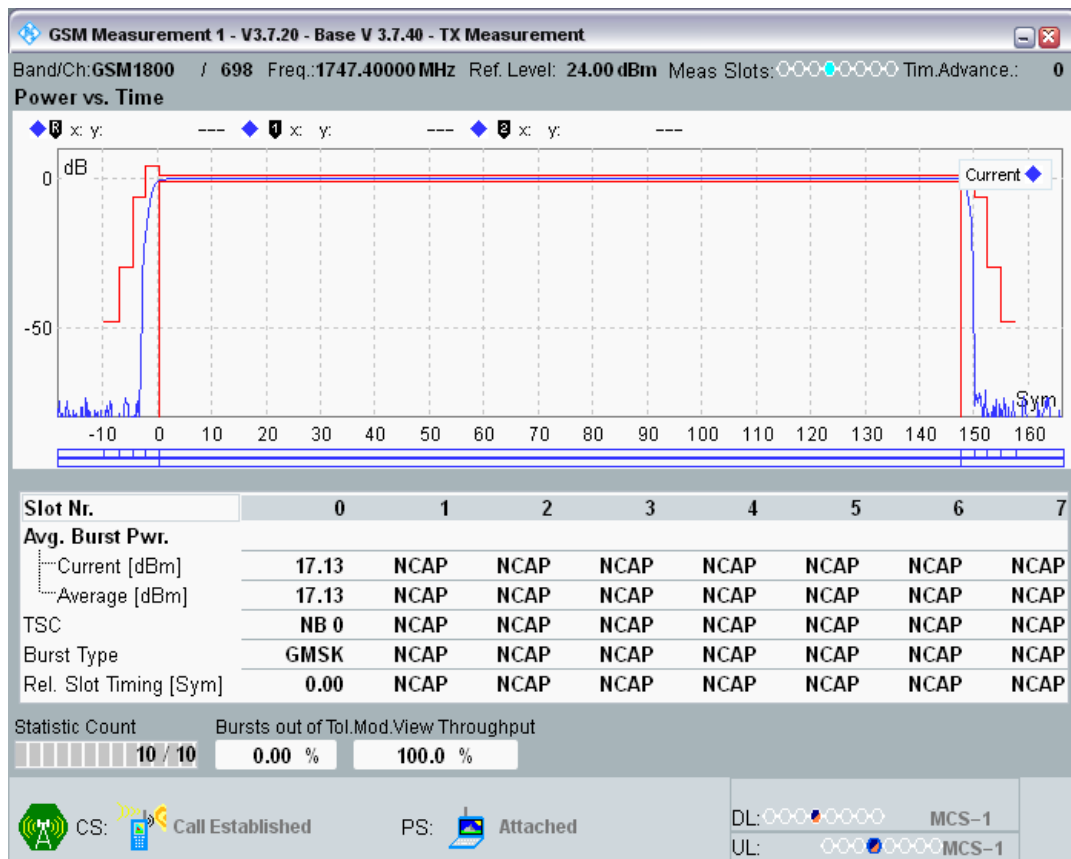 GSM Measurement 1 - V3.7.20 - Base V 3.7.40 - TX Measurement
Band/Ch:GSM1800 / 698 Freq.:1747.40000 MHz Ref. Level: 24.00 dBm Meas Slots: Tim.Advance.: 0
Power vs. Time
R x: y: --- 1 x: y: --- 2 x: y: ---
dB
0
Current
-50
Sym
-10 0 10 20 30 40 50 60 70 80 90 100 110 120 130 140 150 160
Slot Nr. 0 1 2 3 4 5 6 7
Avg. Burst Pwr.
Current [dBm] 17.13 NCAP NCAP NCAP NCAP NCAP NCAP NCAP
Average [dBm] 17.13 NCAP NCAP NCAP NCAP NCAP NCAP NCAP
TSC NB 0 NCAP NCAP NCAP NCAP NCAP NCAP NCAP
Burst Type GMSK NCAP NCAP NCAP NCAP NCAP NCAP NCAP
Rel. Slot Timing [Sym] 0.00 NCAP NCAP NCAP NCAP NCAP NCAP NCAP
Statistic Count Bursts out of Tol.Mod.View Throughput
10 / 10 0.00 % 100.0 %
CS: Call Established PS: Attached DL: MCS-1
UL: MCS-1